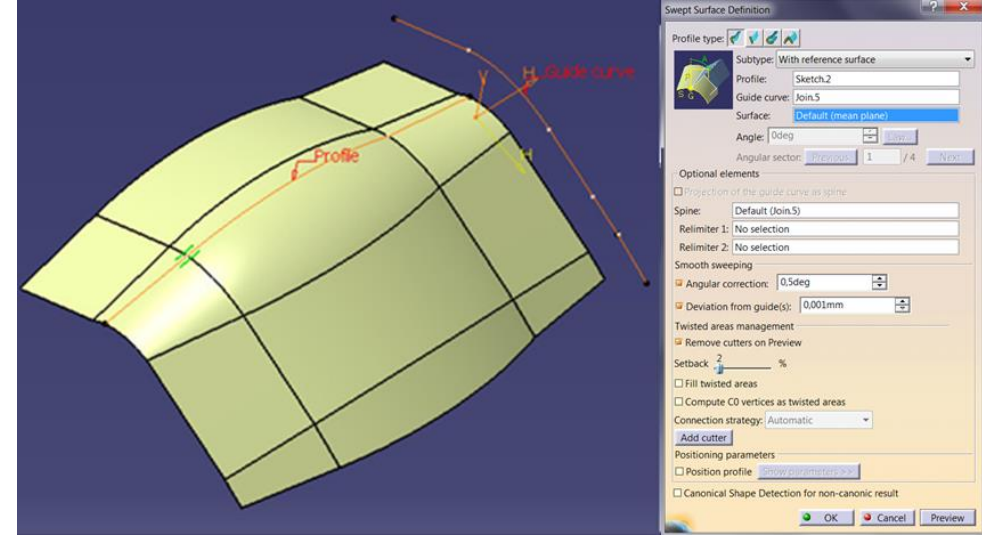 Guide curve
Profile
H
Swept Surface Definition
? X
Profile type:
Subtype: With reference surface
Profile: Sketch.2
Guide curve: Join.5
Surface: Default (mean plane)
Angle: 0deg Law...
Angular sector: Previous 1 / 4 Next
Optional elements
Projection of the guide curve as spine
Spine: Default (Join.5)
Relimiter 1: No selection
Relimiter 2: No selection
Smooth sweeping
Angular correction: 0,5deg
Deviation from guide(s): 0,001mm
Twisted areas management
Remove cutters on Preview
Setback 2 %
Fill twisted areas
Compute C0 vertices as twisted areas
Connection strategy: Automatic
Add cutter
Positioning parameters
Position profile Show parameters >>
Canonical Shape Detection for non-canonic result
OK Cancel Preview